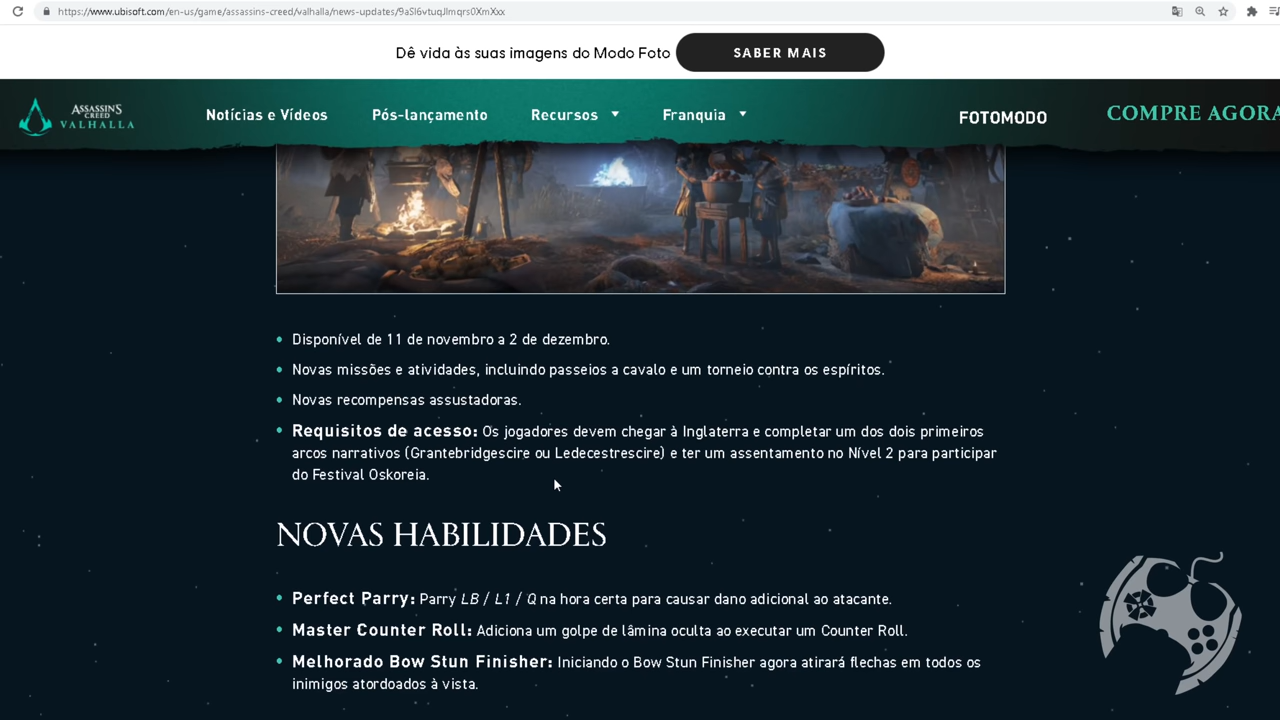 https://www.ubisoft.com/en-us/game/assassins-creed/valhalla/news-updates/9aSl6vtuqJlmqrs0XmXxx
Dê vida às suas imagens do Modo Foto
SABER MAIS
ASSASSIN'S
CREED
VALHALLA
Notícias e Vídeos
Pós-lançamento
Recursos
Franquia
FOTOMODO
COMPRE AGORA
Disponível de 11 de novembro a 2 de dezembro.
Novas missões e atividades, incluindo passeios a cavalo e um torneio contra os espíritos.
Novas recompensas assustadoras.
Requisitos de acesso: Os jogadores devem chegar à Inglaterra e completar um dos dois primeiros
arcos narrativos (Grantebridgescire ou Ledecestrescire) e ter um assentamento no Nível 2 para participar
do Festival Oskoreia.
NOVAS HABILIDADES
Perfect Parry: Parry LB / L1 / Q na hora certa para causar dano adicional ao atacante.
Master Counter Roll: Adiciona um golpe de lâmina oculta ao executar um Counter Roll.
Melhorado Bow Stun Finisher: Iniciando o Bow Stun Finisher agora atirará flechas em todos os
inimigos atordoados à vista.